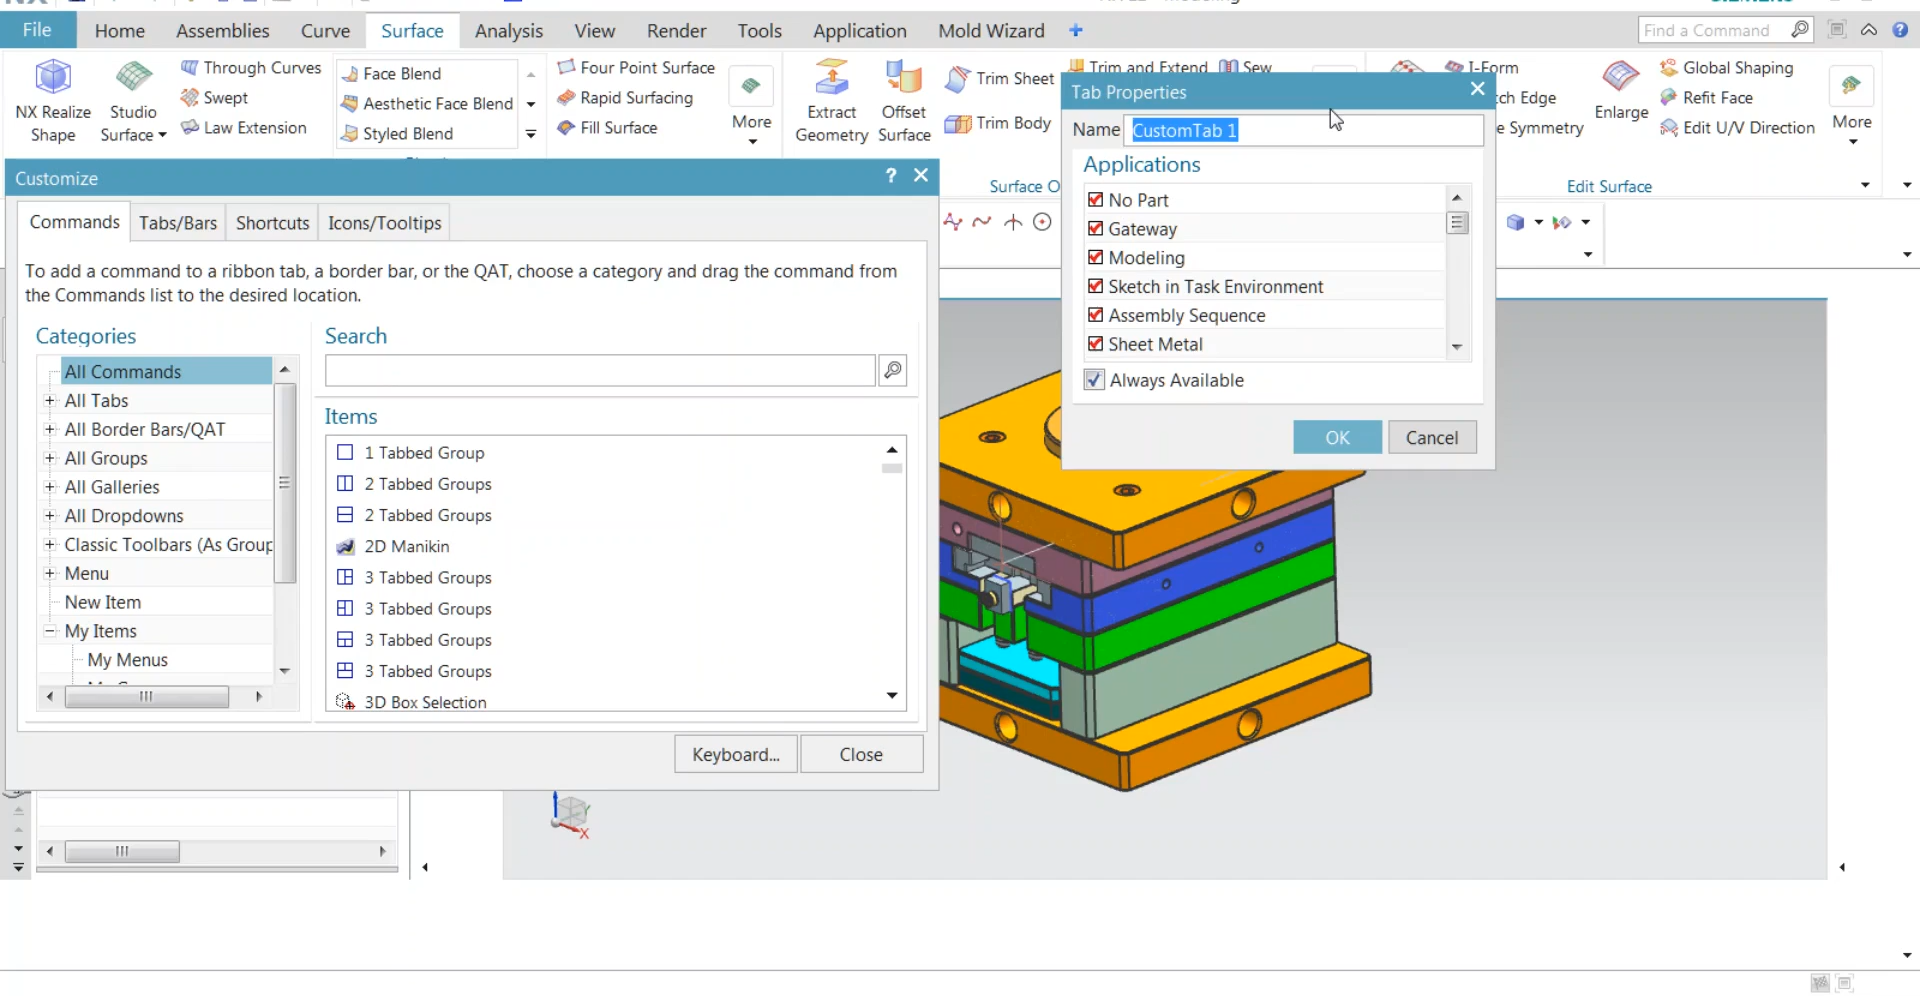 File Home Assemblies Curve Surface Analysis View Render Tools Application Mold Wizard + Find a Command
NX Realize Shape
Studio Surface
Through Curves
Swept
Law Extension
Face Blend
Aesthetic Face Blend
Styled Blend
Four Point Surface
Rapid Surfacing
Fill Surface
More
Extract Geometry
Offset Surface
Trim Sheet
Trim Body
Trim and Extend
Sew
I-Form
Edge
Symmetry
Enlarge
Global Shaping
Refit Face
Edit U/V Direction
More
Surface
Edit Surface
Tab Properties
Name CustomTab 1
Applications
No Part
Gateway
Modeling
Sketch in Task Environment
Assembly Sequence
Sheet Metal
Always Available
OK Cancel
Customize
?
Commands Tabs/Bars Shortcuts Icons/Tooltips
To add a command to a ribbon tab, a border bar, or the QAT, choose a category and drag the command from
the Commands list to the desired location.
Categories
All Commands
All Tabs
All Border Bars/QAT
All Groups
All Galleries
All Dropdowns
Classic Toolbars (As Group
Menu
New Item
My Items
My Menus
Search
Items
1 Tabbed Group
2 Tabbed Groups
2 Tabbed Groups
2D Manikin
3 Tabbed Groups
3 Tabbed Groups
3 Tabbed Groups
3 Tabbed Groups
3D Box Selection
Keyboard... Close
X